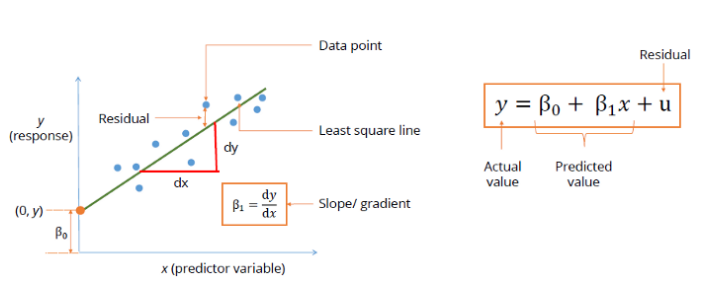 Data point
Residual
y = β₀ + β₁x + u
Residual
y
(response)
Least square line
dy
Actual
value
Predicted
value
dx
β₁ = dy/dx
Slope/ gradient
(0, y)
β₀
x (predictor variable)